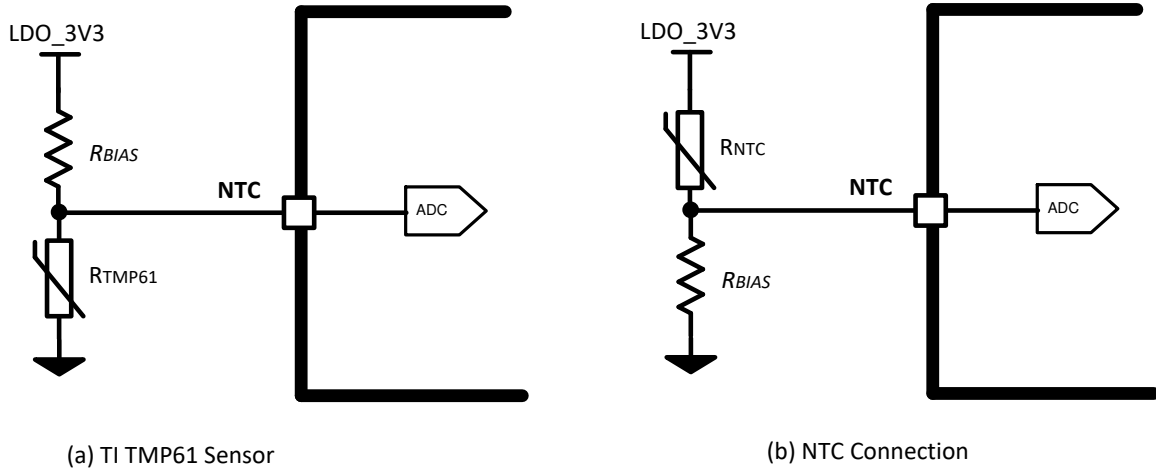 LDO_3V3
RBIAS
NTC
ADC
RTMP61
(a) TI TMP61 Sensor
LDO_3V3
RNTC
NTC
ADC
RBIAS
(b) NTC Connection